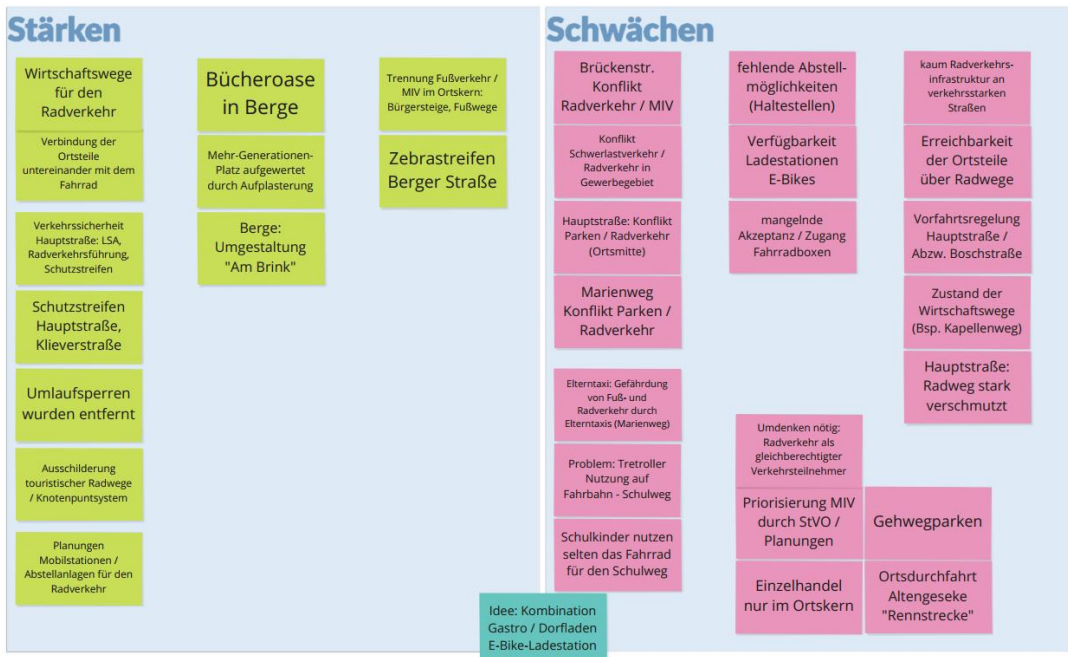 Stärken
Wirtschaftswege
für den
Radverkehr
Verbindung der
Ortsteile
untereinander mit dem
Fahrrad
Verkehrssicherheit
Hauptstraße: LSA,
Radverkehrsführung,
Schutzstreifen
Schutzstreifen
Hauptstraße,
Klieverstraße
Umlaufsperren
wurden entfernt
Ausschilderung
touristischer Radwege
/ Knotenpuntsystem
Planungen
Mobilstationen /
Abstellanlagen für den
Radverkehr
Bücheroase
in Berge
Mehr-Generationen-
Platz aufgewertet
durch Aufplasterung
Berge:
Umgestaltung
"Am Brink"
Trennung Fußverkehr /
MIV im Ortskern:
Bürgersteige, Fußwege
Zebrastreifen
Berger Straße
Schwächen
Brückenstr.
Konflikt
Radverkehr / MIV
Konflikt
Schwerlastverkehr /
Radverkehr in
Gewerbegebiet
Hauptstraße: Konflikt
Parken / Radverkehr
(Ortsmitte)
Marienweg
Konflikt Parken /
Radverkehr
Elterntaxi: Gefährdung
von Fuß- und
Radverkehr durch
Elterntaxis (Marienweg)
Problem: Tretroller
Nutzung auf
Fahrbahn - Schulweg
Schulkinder nutzen
selten das Fahrrad
für den Schulweg
fehlende Abstell-
möglichkeiten
(Haltestellen)
Verfügbarkeit
Ladestationen
E-Bikes
mangelnde
Akzeptanz / Zugang
Fahrradboxen
kaum Radverkehrs-
infrastruktur an
verkehrsstarken
Straßen
Erreichbarkeit
der Ortsteile
über Radwege
Vorfahrtsregelung
Hauptstraße /
Abzw. Boschstraße
Zustand der
Wirtschaftswege
(Bsp. Kapellenweg)
Hauptstraße:
Radweg stark
verschmutzt
Umdenken nötig:
Radverkehr als
gleichberechtigter
Verkehrsteilnehmer
Priorisierung MIV
durch StVO /
Planungen
Gehwegparken
Einzelhandel
nur im Ortskern
Ortsdurchfahrt
Altengeseke
"Rennstrecke"
Idee: Kombination
Gastro / Dorfladen
E-Bike-Ladestation